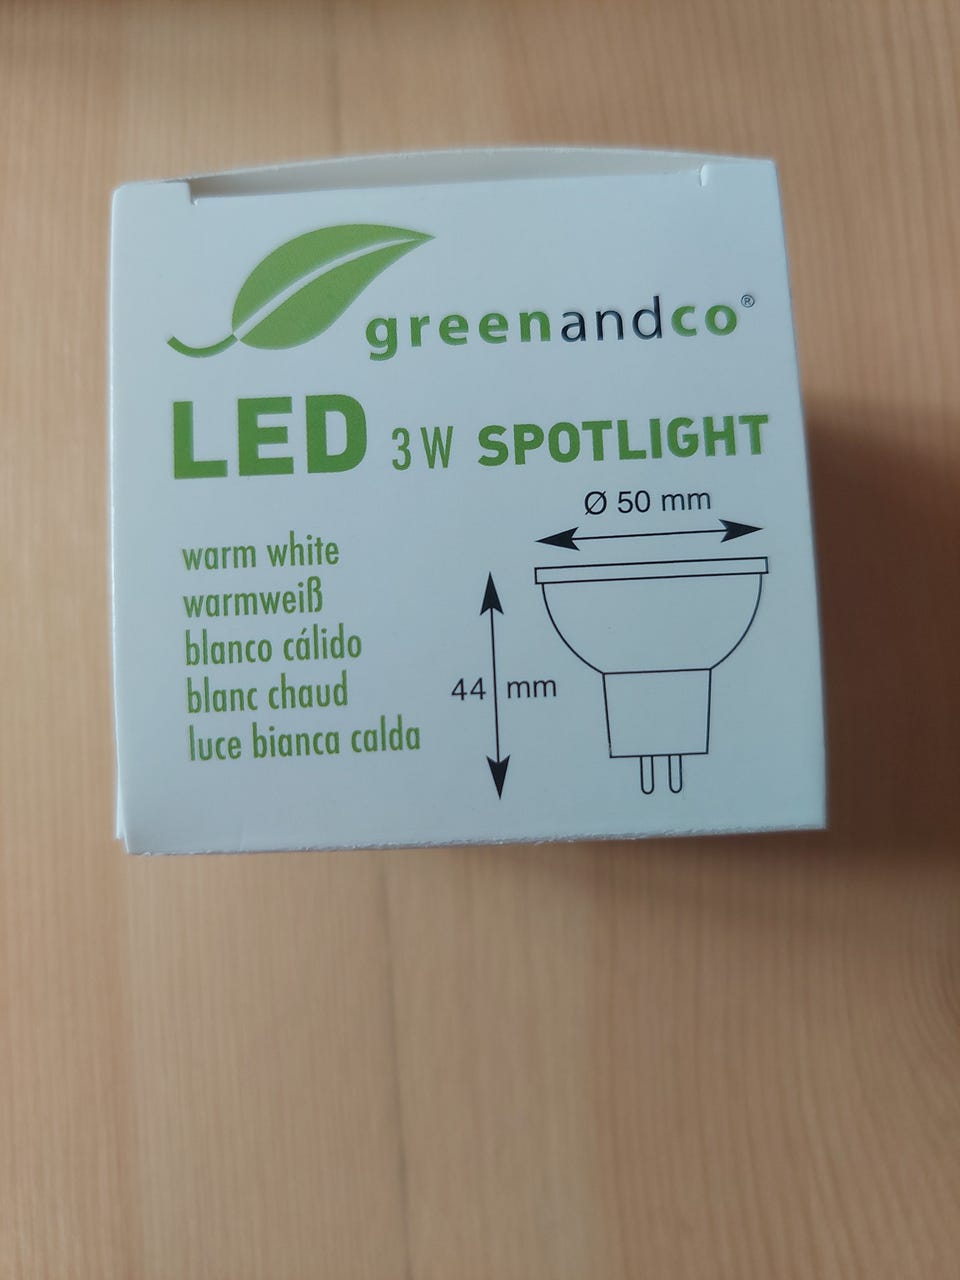 greenandco®
LED 3W SPOTLIGHT
Ø 50 mm
warm white
warmweiß
blanco cálido
blanc chaud
luce bianca calda
44 mm